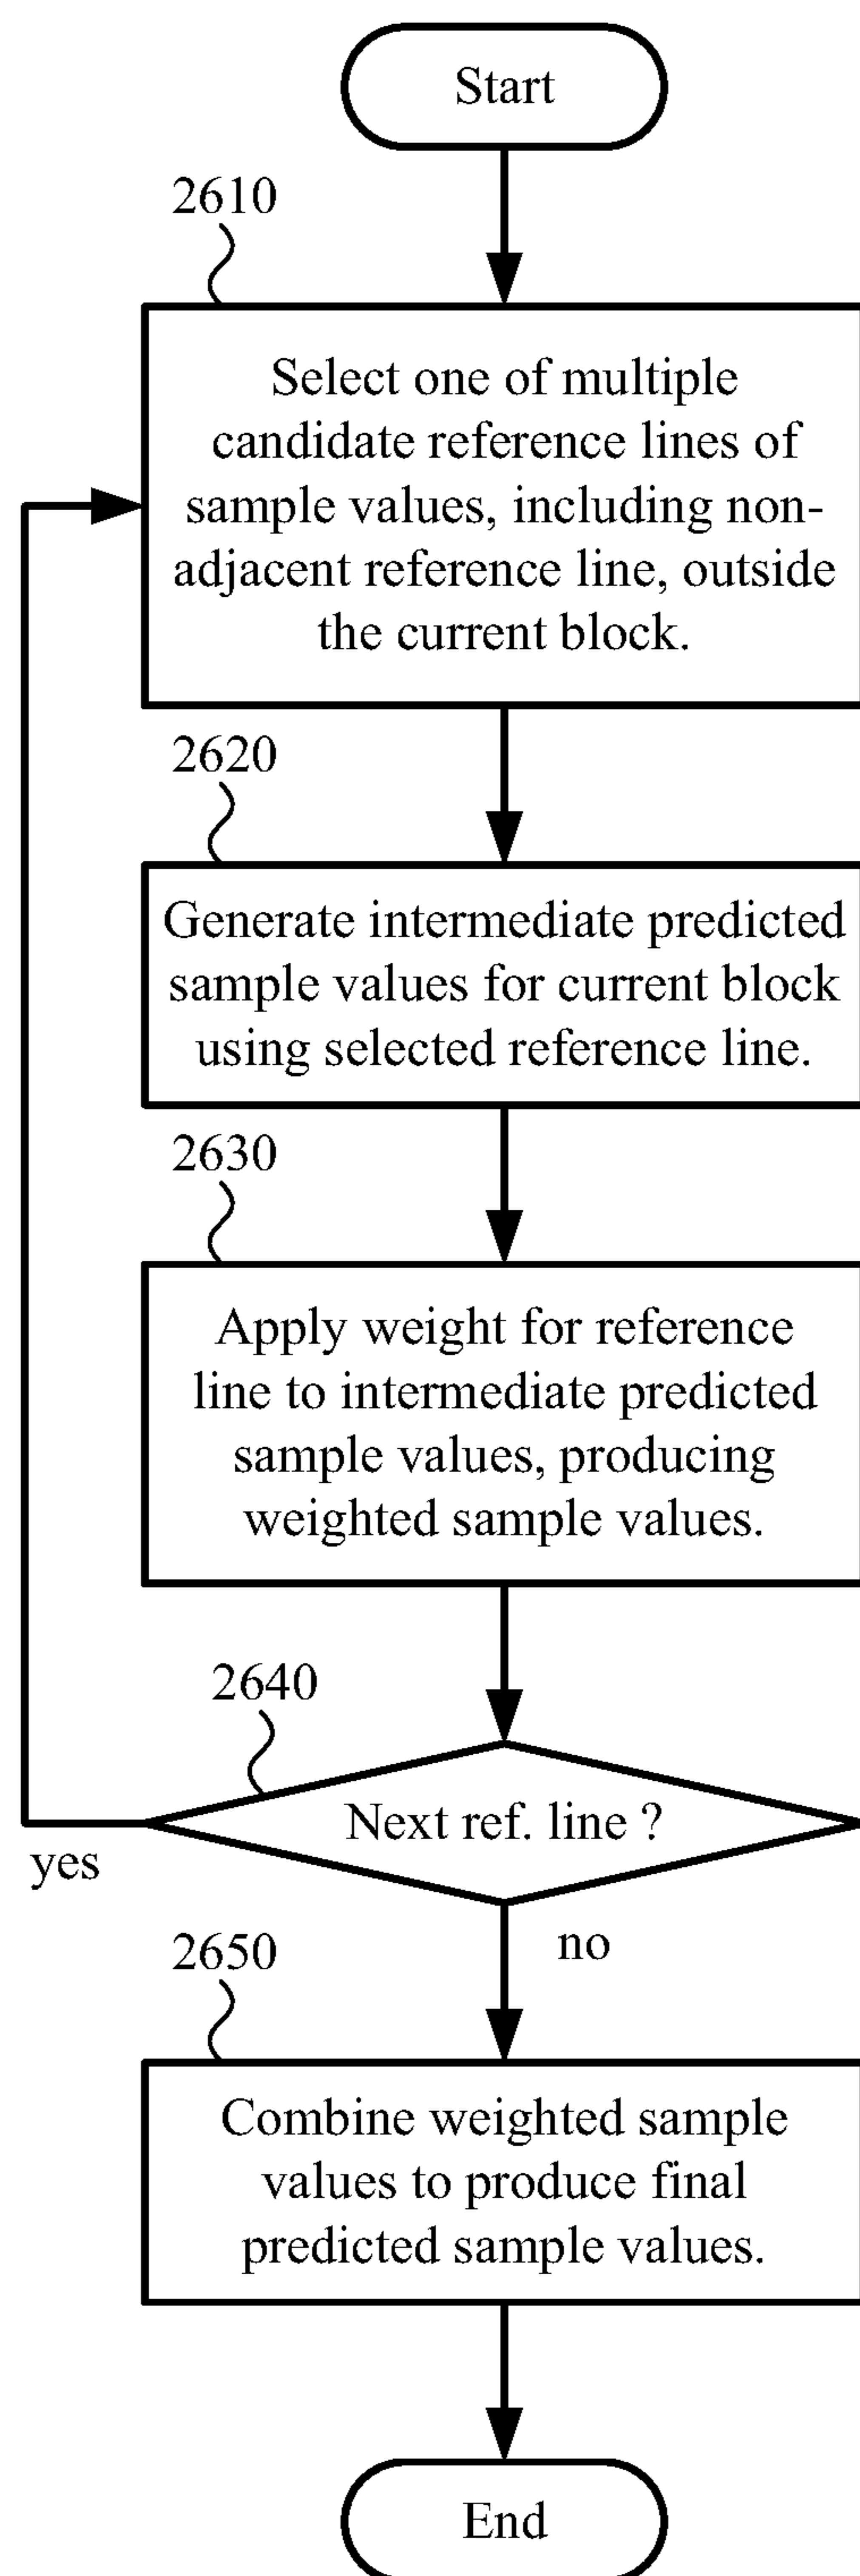 Start
2610
Select one of multiple
candidate reference lines of
sample values, including non-
adjacent reference line, outside
the current block.
2620
Generate intermediate predicted
sample values for current block
using selected reference line.
2630
Apply weight for reference
line to intermediate predicted
sample values, producing
weighted sample values.
2640
Next ref. line ?
yes
no
2650
Combine weighted sample
values to produce final
predicted sample values.
End